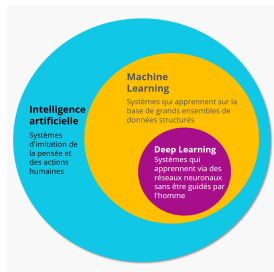 Machine
Learning
Systèmes qui apprennent sur la
base de grands ensembles de
données structurés
Intelligence
artificielle
Systèmes
d'imitation de
la pensée et
des actions
humaines
Deep Learning
Systèmes qui
apprennent via des
réseaux neuronaux
sans être guidés par
l'homme